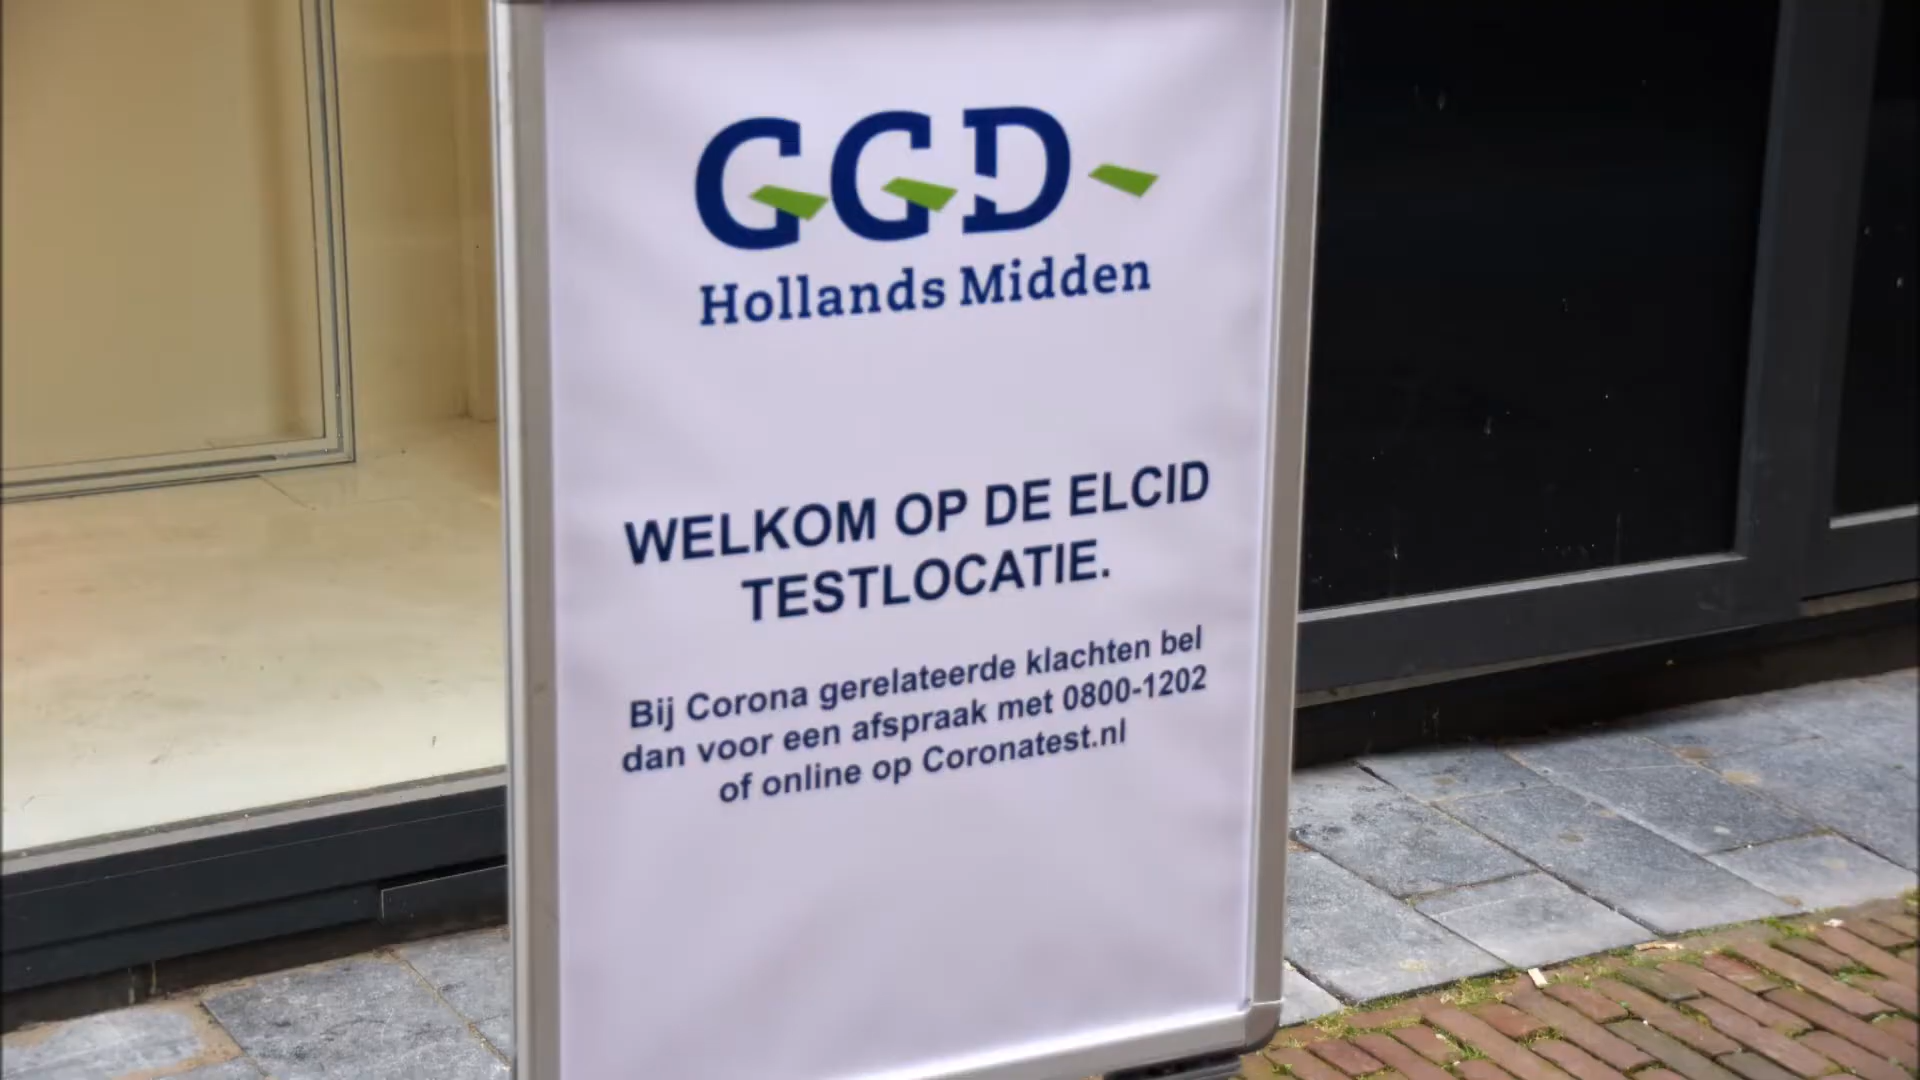 GGD
Hollands Midden
WELKOM OP DE ELCID
TESTLOCATIE.
Bij Corona gerelateerde klachten bel
dan voor een afspraak met 0800-1202
of online op Coronatest.nl